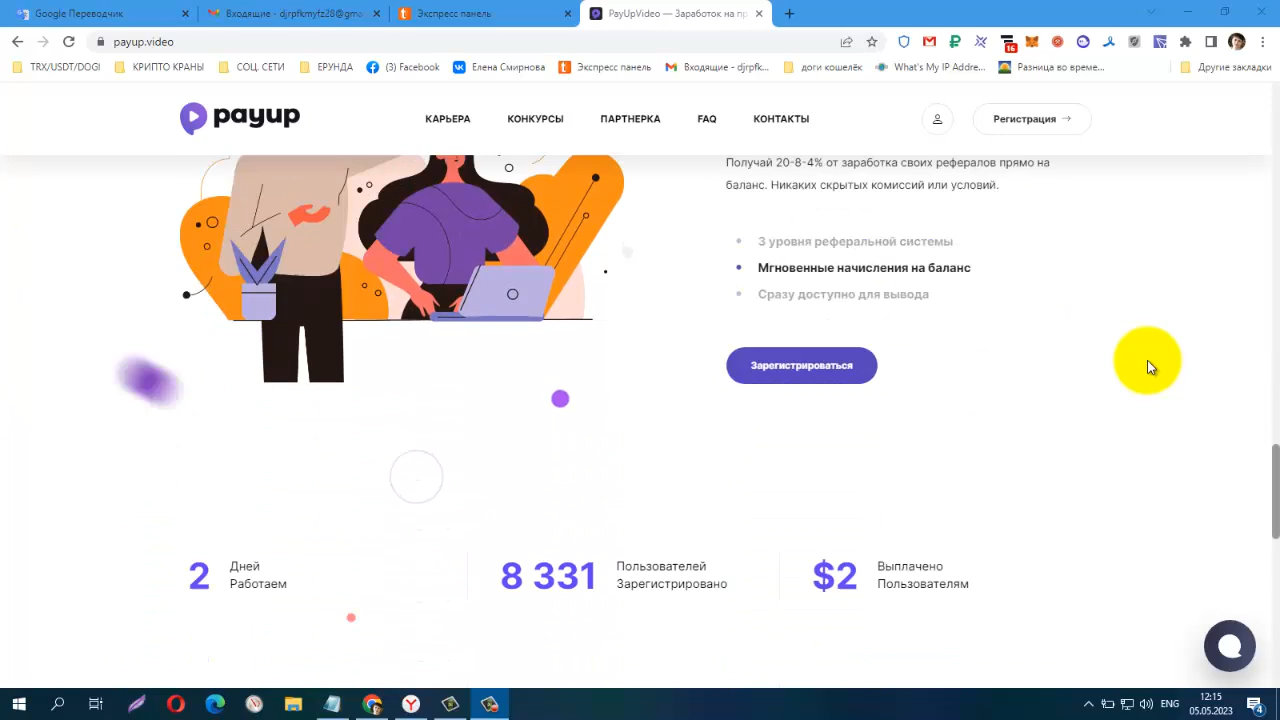 Google Переводчик
Входящие - djrpfkmyfz28@gma
Экспресс панель
PayUpVideo — Заработок на пр
payup.video
16
TRX/USDT/DOGI
КРИПТО КРАНЫ
СОЦ. СЕТИ
ЕРУНДА
(3) Facebook
Елена Смирнова
Экспресс панель
Входящие - djrpfk...
доги кошелёк
What's My IP Addre...
Разница во време...
Другие закладки
payup
КАРЬЕРА
КОНКУРСЫ
ПАРТНЕРКА
FAQ
КОНТАКТЫ
Регистрация →
Получай 20-8-4% от заработка своих рефералов прямо на
баланс. Никаких скрытых комиссий или условий.
3 уровня реферальной системы
Мгновенные начисления на баланс
Сразу доступно для вывода
Зарегистрироваться
2
Дней
Работаем
8 331
Пользователей
Зарегистрировано
$2
Выплачено
Пользователям
ENG
12:15
05.05.2023
4